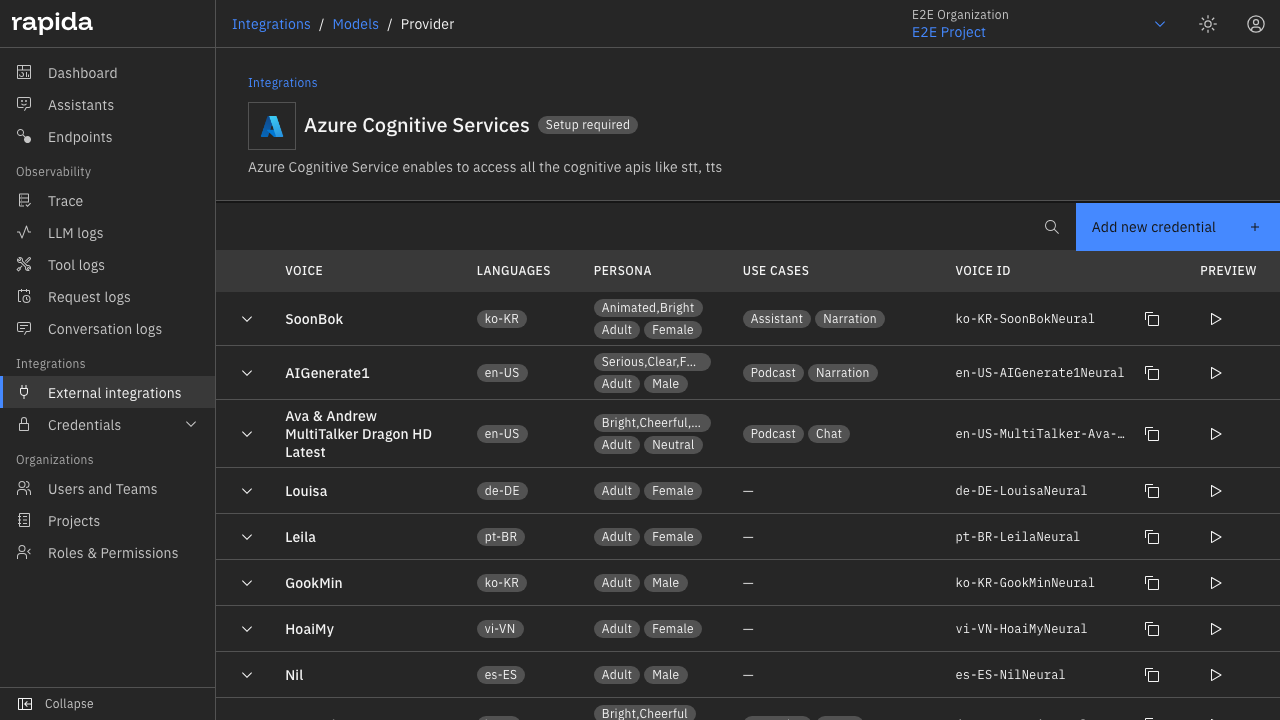 rapida
Integrations / Models / Provider
E2E Organization
E2E Project
Dashboard
Assistants
Endpoints
Observability
Trace
LLM logs
Tool logs
Request logs
Conversation logs
Integrations
External integrations
Credentials
Organizations
Users and Teams
Projects
Roles & Permissions
Collapse
Integrations
Azure Cognitive Services Setup required
Azure Cognitive Service enables to access all the cognitive apis like stt, tts
Add new credential +
VOICE LANGUAGES PERSONA USE CASES VOICE ID PREVIEW
SoonBok ko-KR Animated,Bright Adult Female Assistant Narration ko-KR-SoonBokNeural
AIGenerate1 en-US Serious,Clear,F... Adult Male Podcast Narration en-US-AIGenerate1Neural
Ava & Andrew
MultiTalker Dragon HD
Latest
en-US Bright,Cheerful,... Adult Neutral Podcast Chat en-US-MultiTalker-Ava-…
Louisa de-DE Adult Female — de-DE-LouisaNeural
Leila pt-BR Adult Female — pt-BR-LeilaNeural
GookMin ko-KR Adult Male — ko-KR-GookMinNeural
HoaiMy vi-VN Adult Female — vi-VN-HoaiMyNeural
Nil es-ES Adult Male — es-ES-NilNeural
Bright,Cheerful